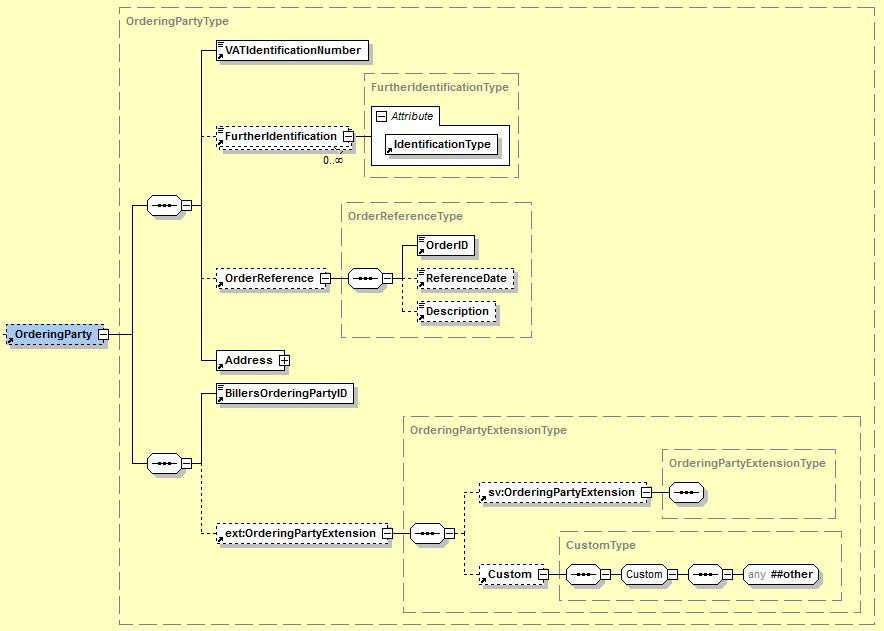 OrderingPartyType
VATIdentificationNumber
FurtherIdentificationType
Attribute
FurtherIdentification
IdentificationType
0..∞
OrderReferenceType
OrderID
OrderReference
ReferenceDate
Description
OrderingParty
Address
BillersOrderingPartyID
OrderingPartyExtensionType
OrderingPartyExtensionType
sv:OrderingPartyExtension
ext:OrderingPartyExtension
CustomType
Custom
Custom
any ##other